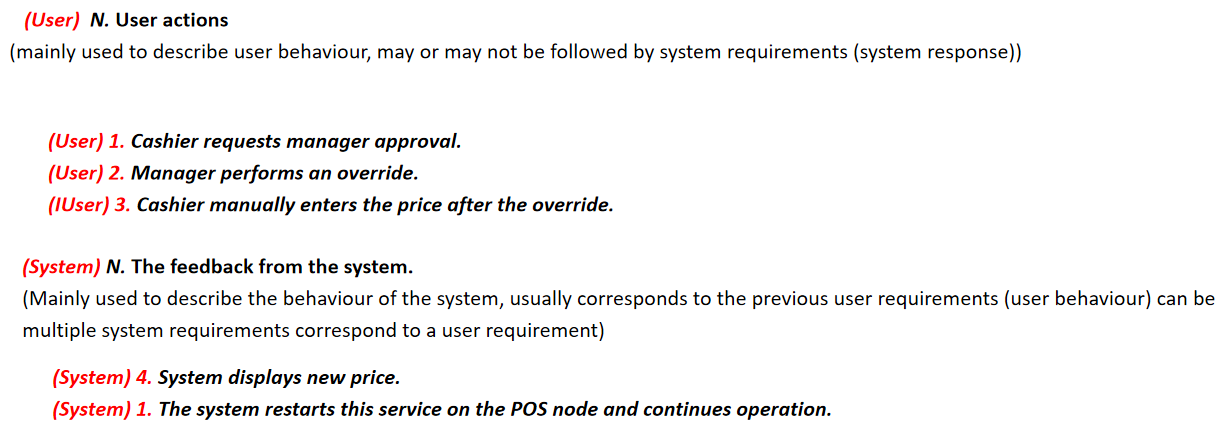 (User) N. User actions
(mainly used to describe user behaviour, may or may not be followed by system requirements (system response))
(User) 1. Cashier requests manager approval.
(User) 2. Manager performs an override.
(IUser) 3. Cashier manually enters the price after the override.
(System) N. The feedback from the system.
(Mainly used to describe the behaviour of the system, usually corresponds to the previous user requirements (user behaviour) can be
multiple system requirements correspond to a user requirement)
(System) 4. System displays new price.
(System) 1. The system restarts this service on the POS node and continues operation.